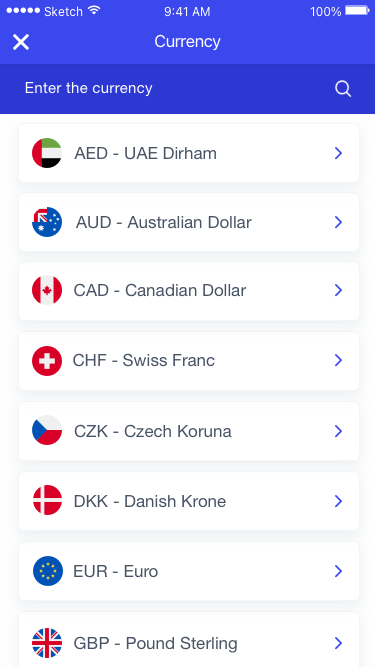 Sketch 9:41 AM 100%
Currency
Enter the currency
AED - UAE Dirham
AUD - Australian Dollar
CAD - Canadian Dollar
CHF - Swiss Franc
CZK - Czech Koruna
DKK - Danish Krone
EUR - Euro
GBP - Pound Sterling